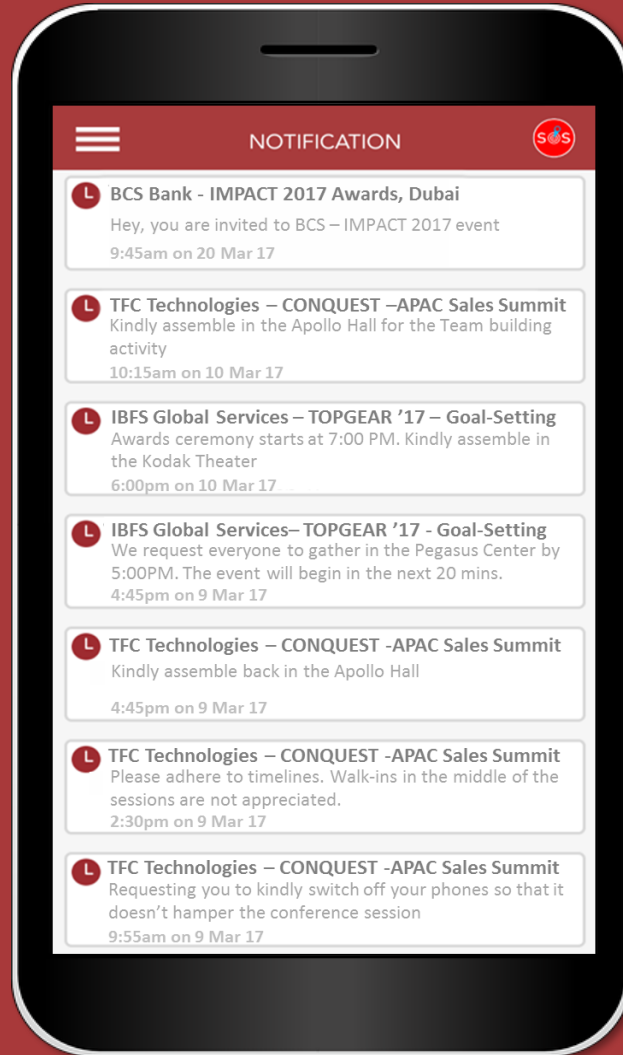 NOTIFICATION
SOS
BCS Bank - IMPACT 2017 Awards, Dubai
Hey, you are invited to BCS – IMPACT 2017 event
9:45am on 20 Mar 17
TFC Technologies – CONQUEST –APAC Sales Summit
Kindly assemble in the Apollo Hall for the Team building
activity
10:15am on 10 Mar 17
IBFS Global Services – TOPGEAR ’17 – Goal-Setting
Awards ceremony starts at 7:00 PM. Kindly assemble in
the Kodak Theater
6:00pm on 10 Mar 17
IBFS Global Services– TOPGEAR ’17 - Goal-Setting
We request everyone to gather in the Pegasus Center by
5:00PM. The event will begin in the next 20 mins.
4:45pm on 9 Mar 17
TFC Technologies – CONQUEST -APAC Sales Summit
Kindly assemble back in the Apollo Hall
4:45pm on 9 Mar 17
TFC Technologies – CONQUEST -APAC Sales Summit
Please adhere to timelines. Walk-ins in the middle of the
sessions are not appreciated.
2:30pm on 9 Mar 17
TFC Technologies – CONQUEST -APAC Sales Summit
Requesting you to kindly switch off your phones so that it
doesn’t hamper the conference session
9:55am on 9 Mar 17